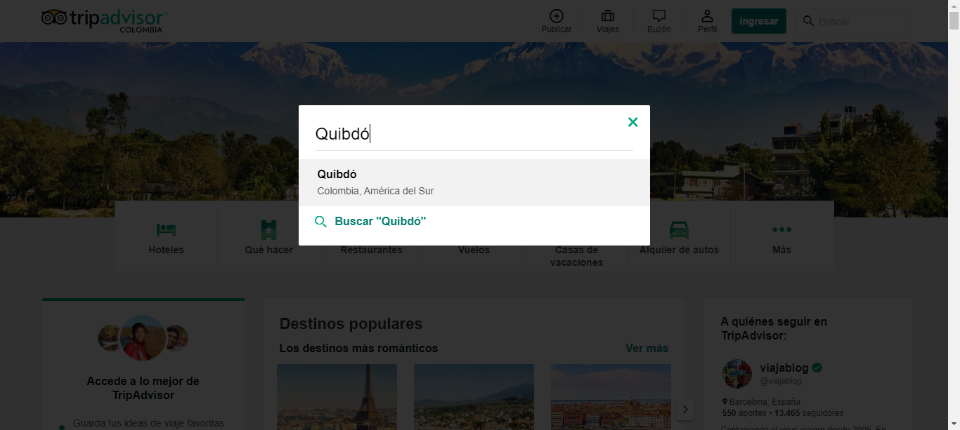 tripadvisor
COLOMBIA
Publicar
Viajes
Buzón
Perfil
Ingresar
Buscar
Quibdó
Quibdó
Colombia, América del Sur
Buscar "Quibdó"
Hoteles
Qué hacer
Restaurantes
Vuelos
Casas de
vacaciones
Alquiler de autos
Más
Accede a lo mejor de
TripAdvisor
Guarda tus ideas de viaje favoritas
Destinos populares
Los destinos más románticos
Ver más
A quiénes seguir en
TripAdvisor:
viajablog
@viajablog
Barcelona, España
550 aportes • 13.465 seguidores